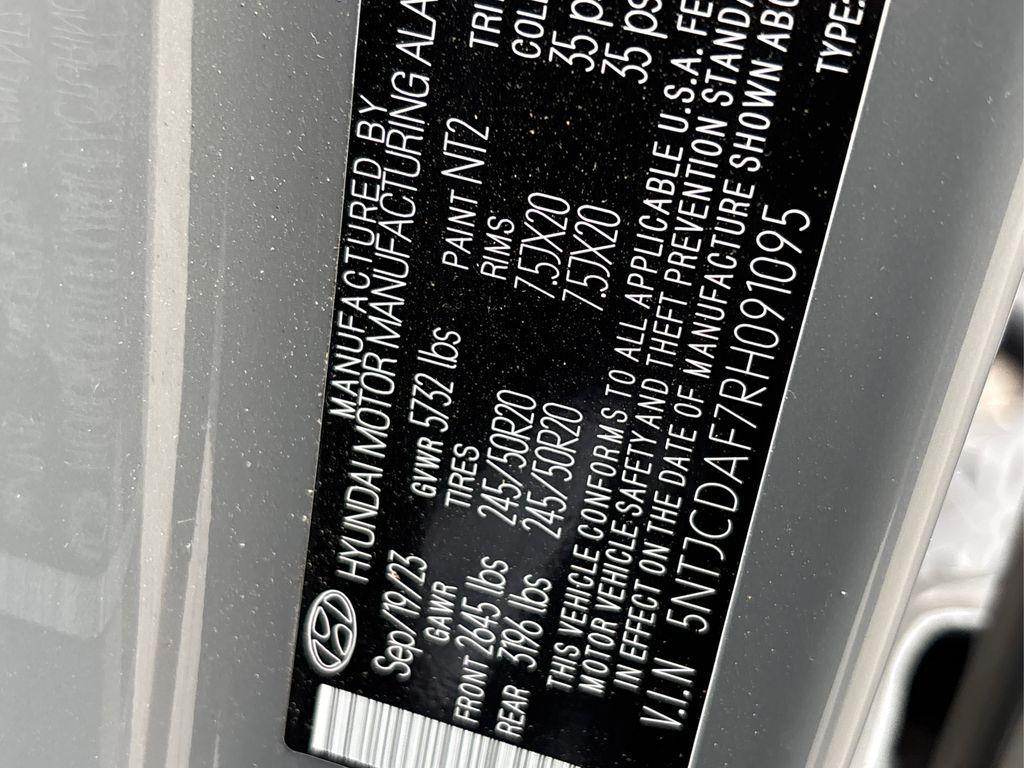 MANUFACTURED BY
HYUNDAI MOTOR MANUFACTURING ALA
Sep/19/23 GVWR 5732 lbs PAINT NT2 TRI
GAWR TIRES RIMS COL
FRONT 2645 lbs 245/50R20 7.5JX20 35 p
REAR 3196 lbs 245/50R20 7.5JX20 35 ps
THIS VEHICLE CONFORMS TO ALL APPLICABLE U.S.A. FE
MOTOR VEHICLE SAFETY AND THEFT PREVENTION STANDA
IN EFFECT ON THE DATE OF MANUFACTURE SHOWN ABO
V.I.N 5NTJCDAF7RH091095 TYPE: